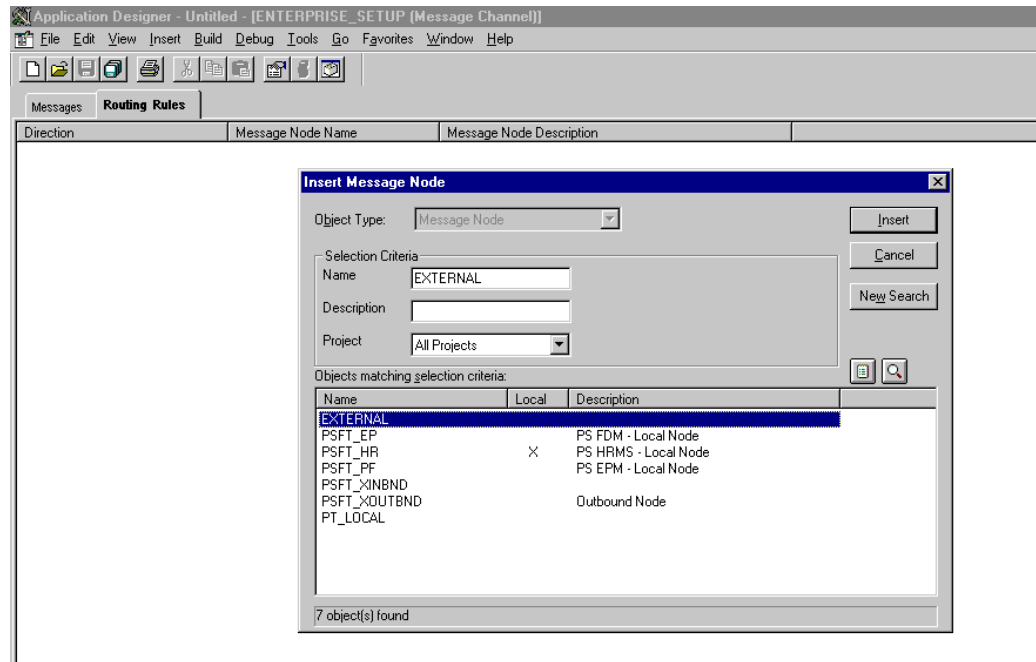 Application Designer - Untitled - [ENTERPRISE_SETUP (Message Channel)]
File Edit View Insert Build Debug Tools Go Favorites Window Help
Messages Routing Rules
Direction Message Node Name Message Node Description
Insert Message Node
Object Type: Message Node Insert
Selection Criteria Cancel
Name EXTERNAL
New Search
Description
Project All Projects
Objects matching selection criteria:
Name Local Description
EXTERNAL
PSFT_EP PS FDM - Local Node
PSFT_HR X PS HRMS - Local Node
PSFT_PF PS EPM - Local Node
PSFT_XINBND
PSFT_XOUTBND Outbound Node
PT_LOCAL
7 object(s) found